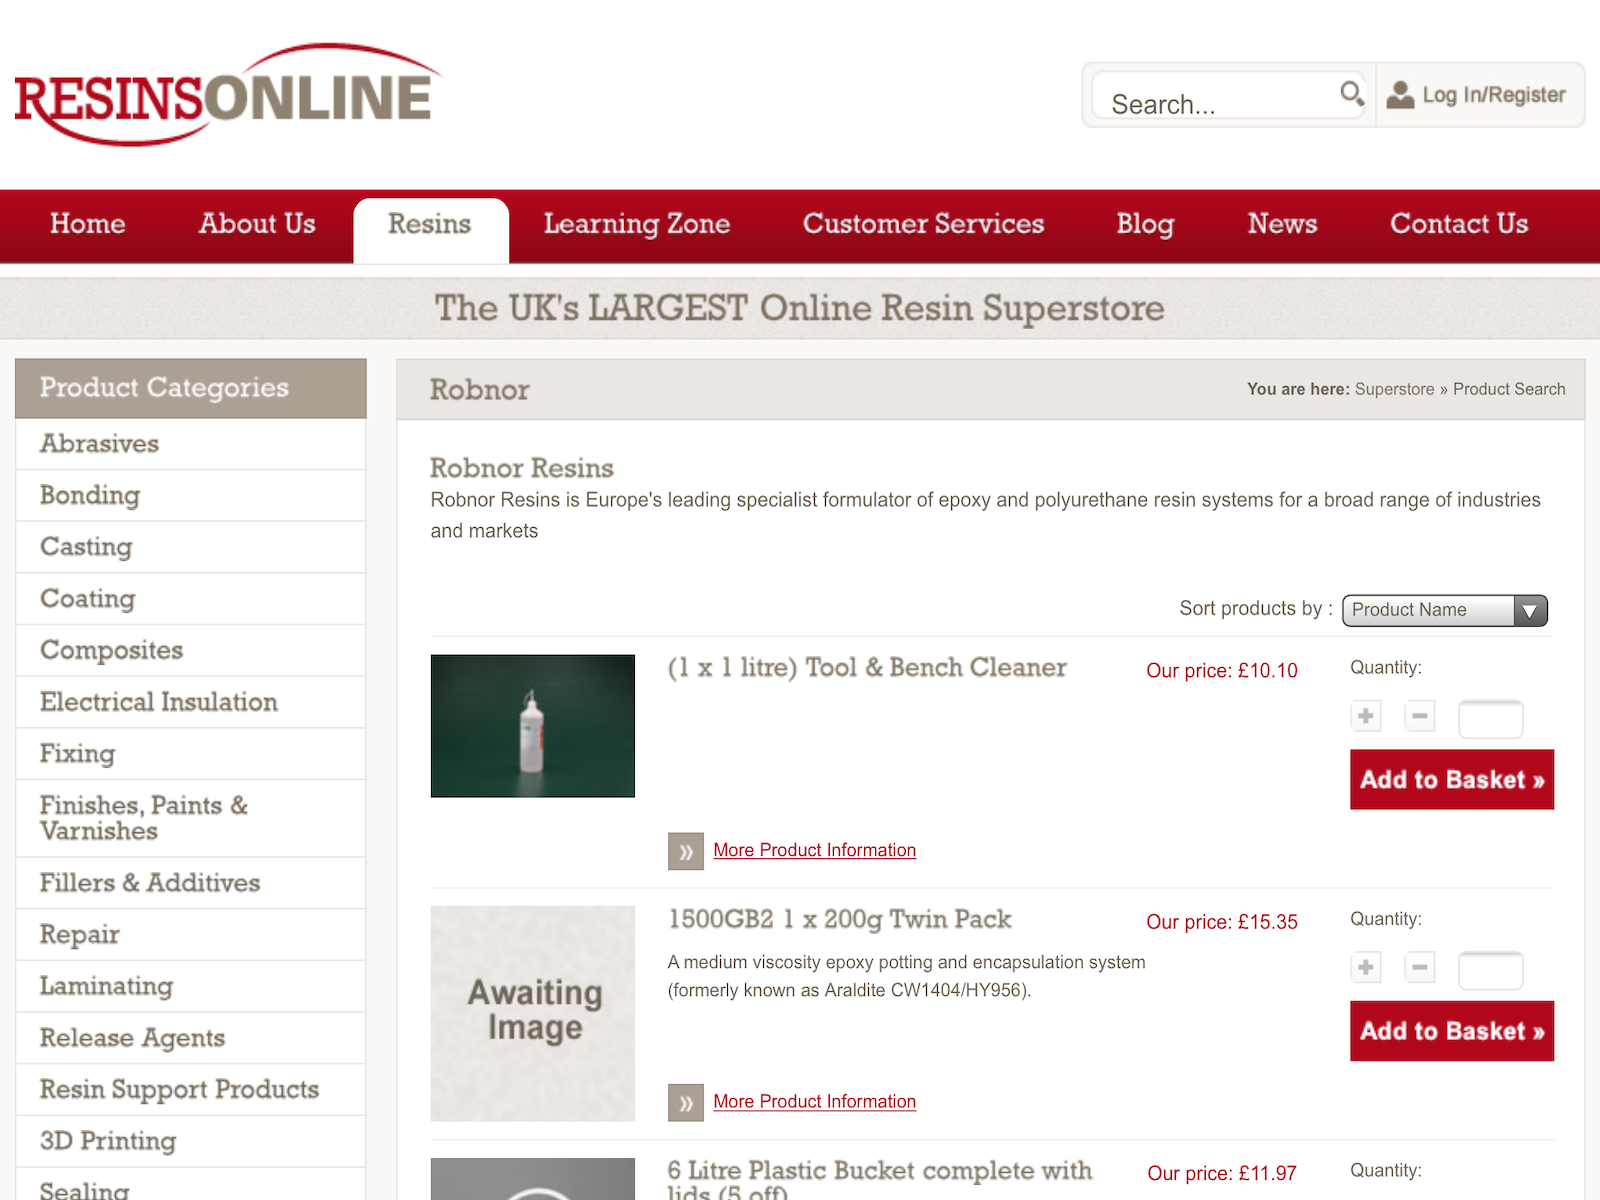 RESINSONLINE
Search...
Log In/Register
Home
About Us
Resins
Learning Zone
Customer Services
Blog
News
Contact Us
The UK's LARGEST Online Resin Superstore
Product Categories
Abrasives
Bonding
Casting
Coating
Composites
Electrical Insulation
Fixing
Finishes, Paints &
Varnishes
Fillers & Additives
Repair
Laminating
Release Agents
Resin Support Products
3D Printing
Sealing
Robnor
You are here: Superstore » Product Search
Robnor Resins
Robnor Resins is Europe's leading specialist formulator of epoxy and polyurethane resin systems for a broad range of industries
and markets
Sort products by :
Product Name
(1 x 1 litre) Tool & Bench Cleaner
Our price: £10.10
Quantity:
Add to Basket »
» More Product Information
1500GB2 1 x 200g Twin Pack
Our price: £15.35
Quantity:
A medium viscosity epoxy potting and encapsulation system
(formerly known as Araldite CW1404/HY956).
Awaiting
Image
Add to Basket »
» More Product Information
6 Litre Plastic Bucket complete with
lids (5 off)
Our price: £11.97
Quantity: